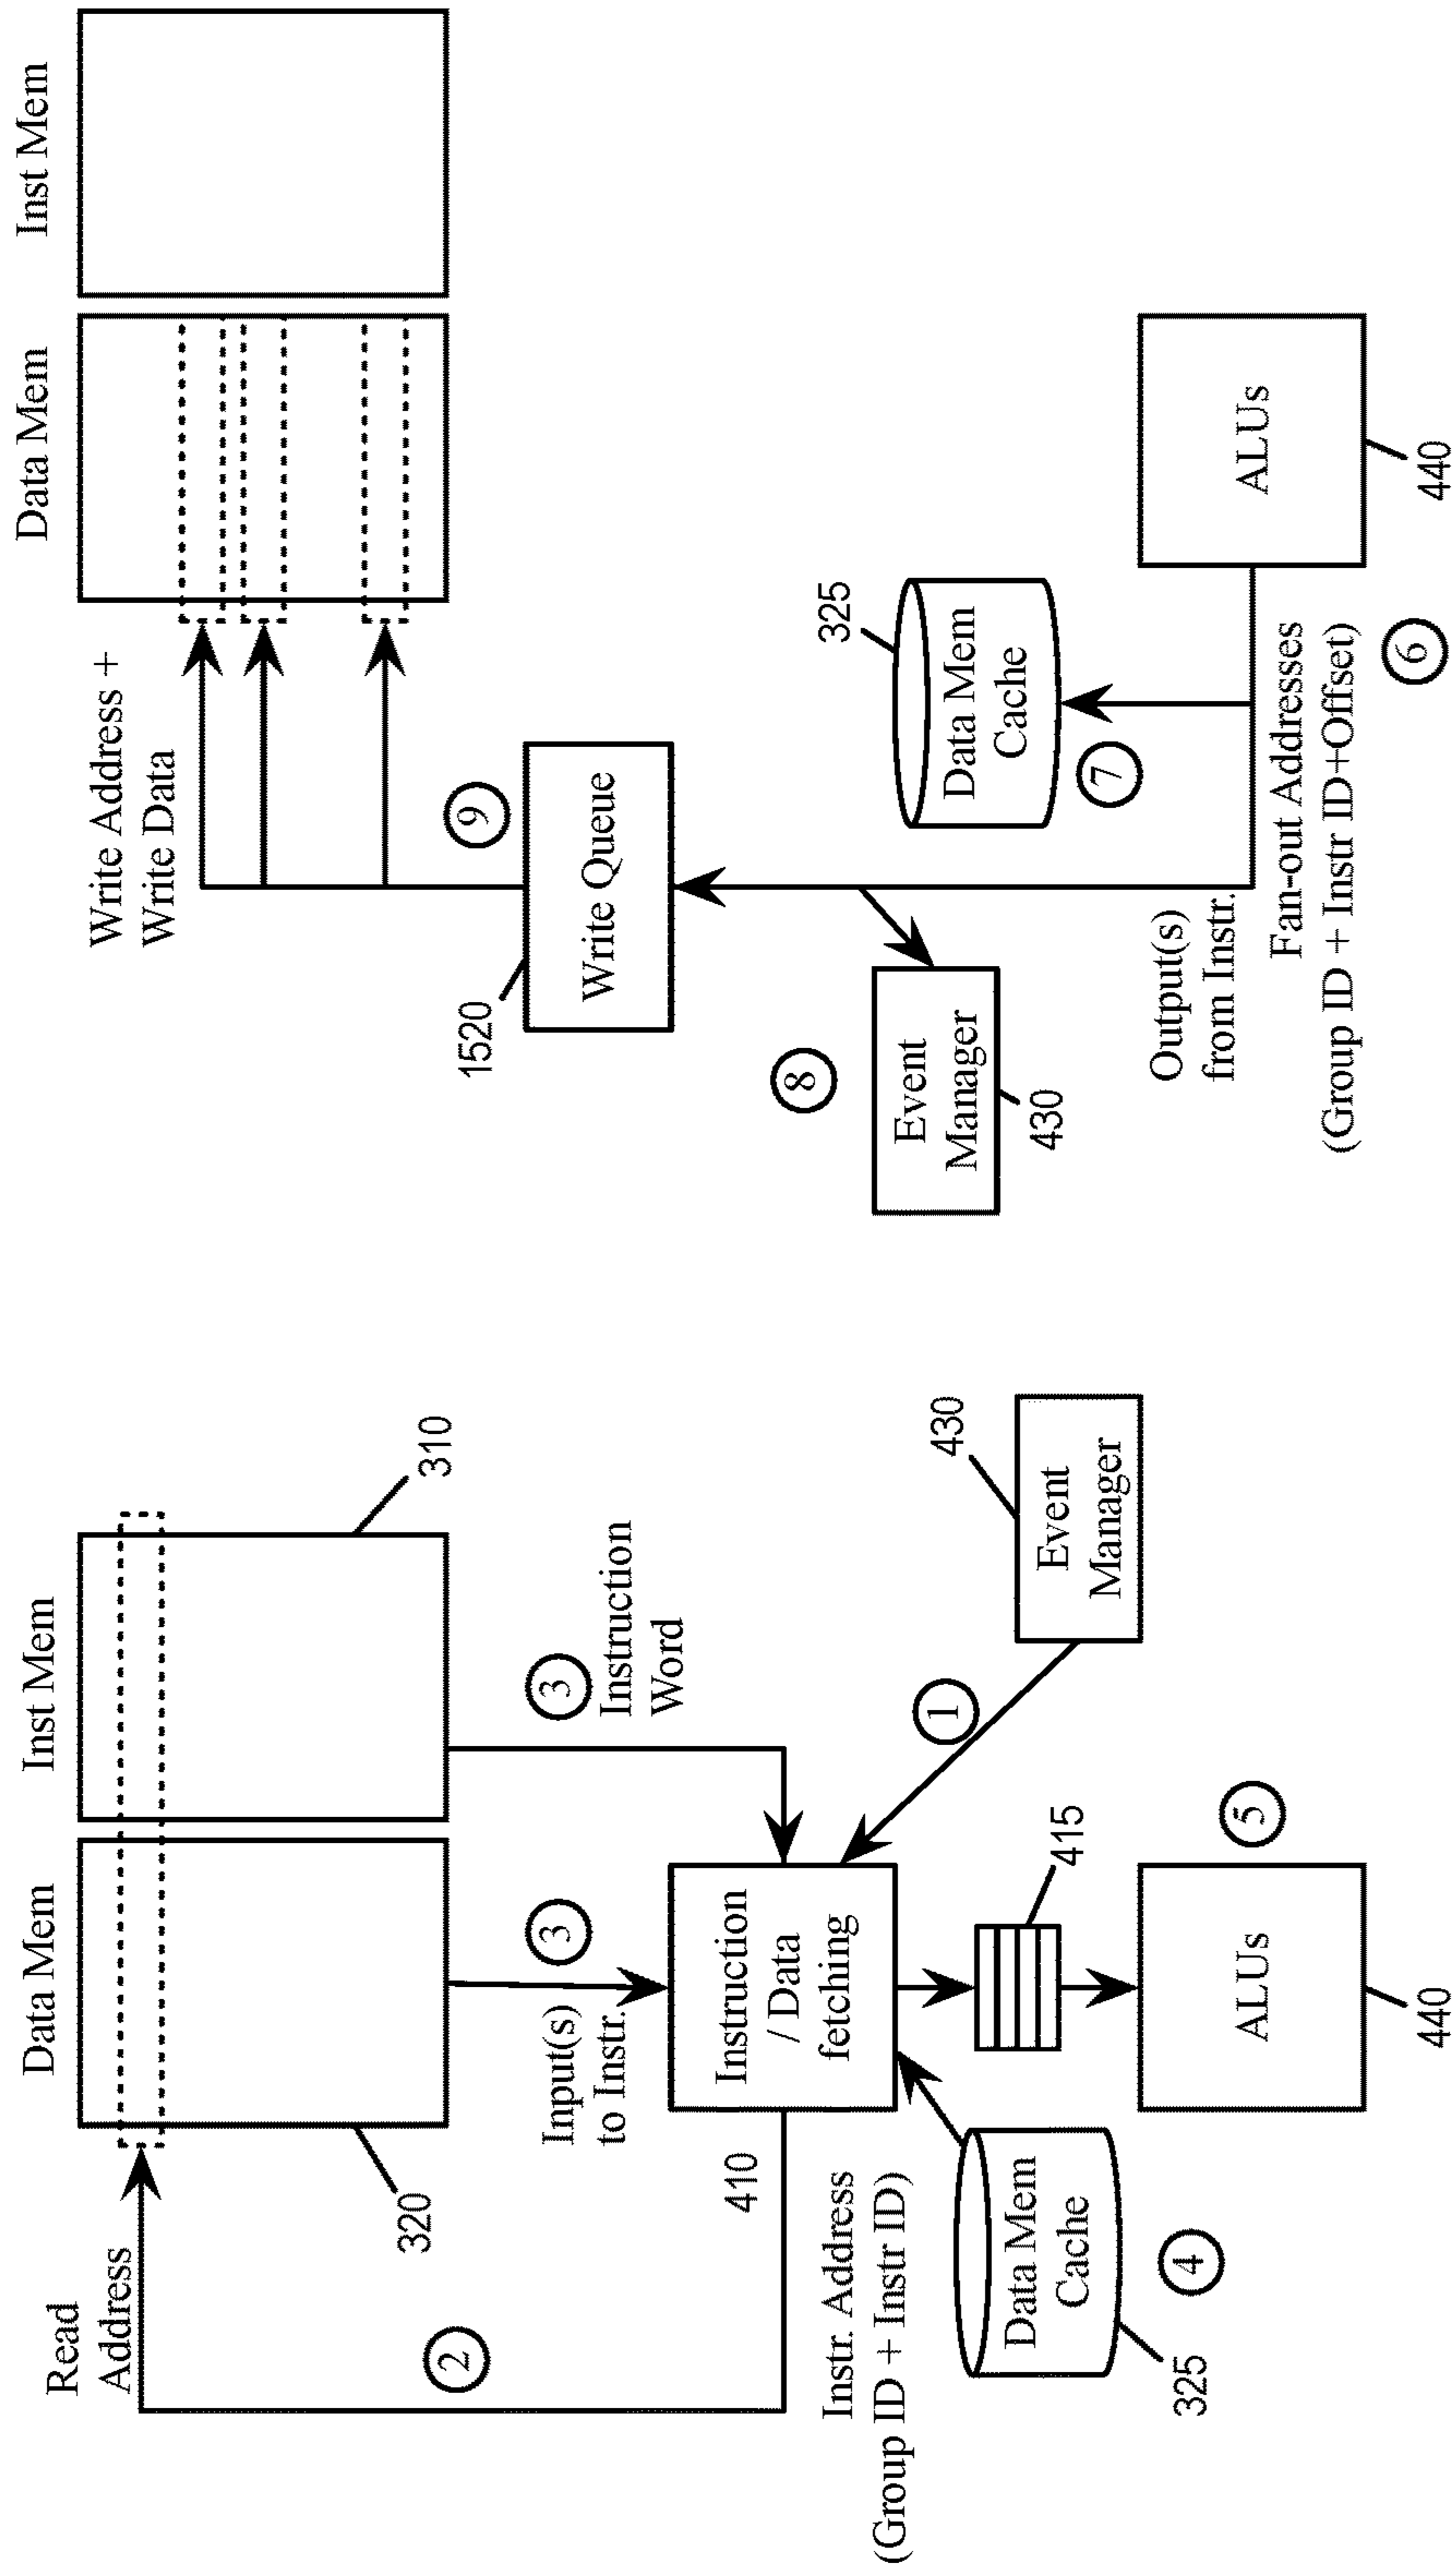 Data Mem
Inst Mem
Read
Address
2
320
310
Input(s)
to Instr.
3
3
Instruction
Word
410
Instruction
/ Data
fetching
1
430
Event
Manager
Instr. Address
(Group ID + Instr ID)
Data Mem
Cache
325
4
415
5
ALUs
440
Data Mem
Inst Mem
Write Address +
Write Data
9
1520
Write Queue
8
Event
Manager
430
325
Data Mem
Cache
7
Output(s)
from Instr.
ALUs
440
Fan-out Addresses
(Group ID + Instr ID+Offset)
6